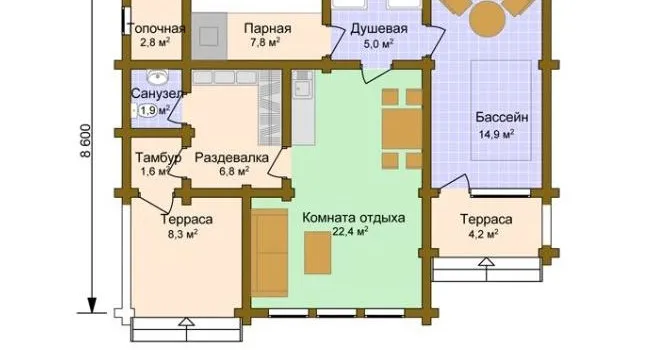 Топочная
2,8 м²
Парная
7,8 м²
Душевая
5,0 м²
Санузел
1,9 м²
Бассейн
14,9 м²
8 600
Тамбур
1,6 м²
Раздевалка
6,8 м²
Терраса
8,3 м²
Комната отдыха
22,4 м²
Терраса
4,2 м²